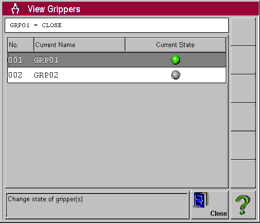 View Grippers
GRP01 = CLOSE
No. Current Name Current State
001 GRP01
002 GRP02
Change state of gripper(s)
Close
?